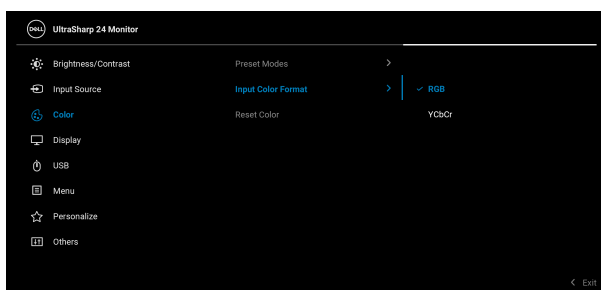 DELL UltraSharp 24 Monitor
Brightness/Contrast Preset Modes
Input Source Input Color Format RGB
Color Reset Color YCbCr
Display
USB
Menu
Personalize
Others
Exit